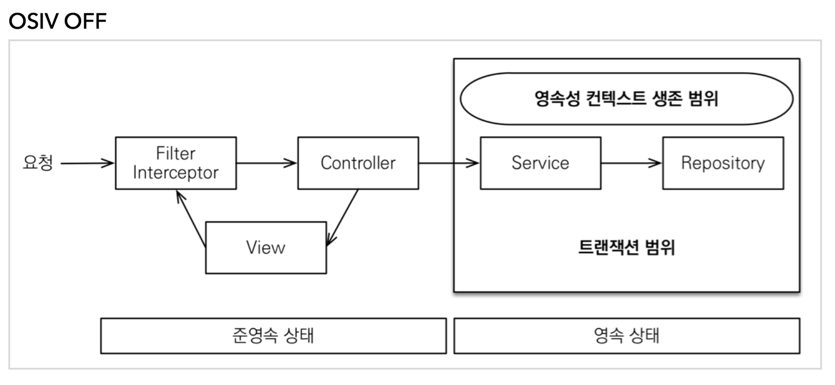 OSIV OFF
영속성 컨텍스트 생존 범위
요청
Filter
Interceptor
Controller
Service
Repository
View
트랜잭션 범위
준영속 상태
영속 상태